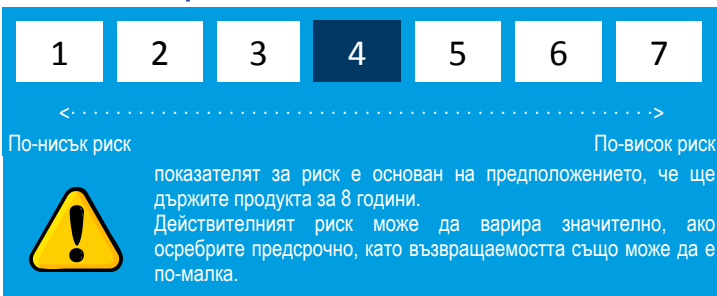 1 2 3 4 5 6 7
<· · · · · · · · · · · · · · · · · · · · · · · · · · · · · · · · · · · · · · · · · · · · · · · · · · · ·>
По-нисък риск По-висок риск
показателят за риск е основан на предположението, че ще
държите продукта за 8 години.
Действителният риск може да варира значително, ако
осребрите предсрочно, като възвращаемостта също може да е
по-малка.
!